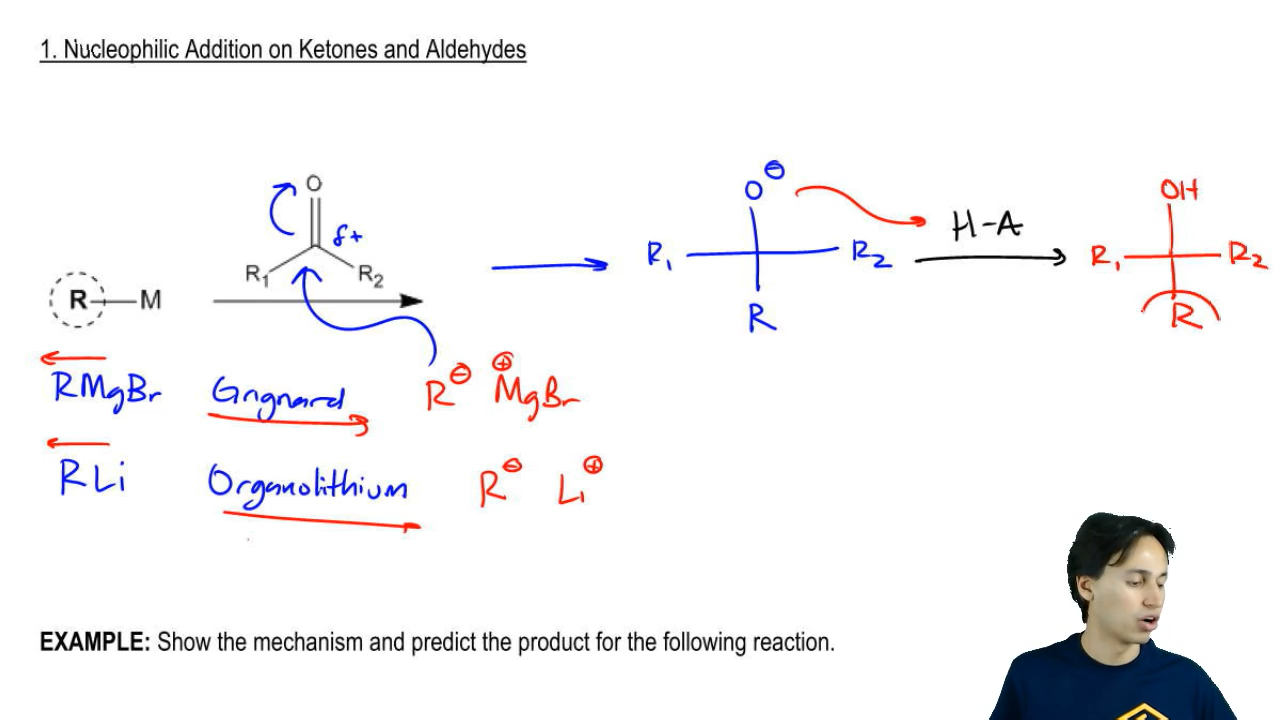 1. Nucleophilic Addition on Ketones and Aldehydes
O
δ+
R1 R2
R—M
O⊖
R1 R2
R
H-A
OH
R1 R2
R
RMgBr Grignard R⊖ ⊕MgBr
RLi Organolithium R⊖ Li⊕
EXAMPLE: Show the mechanism and predict the product for the following reaction.